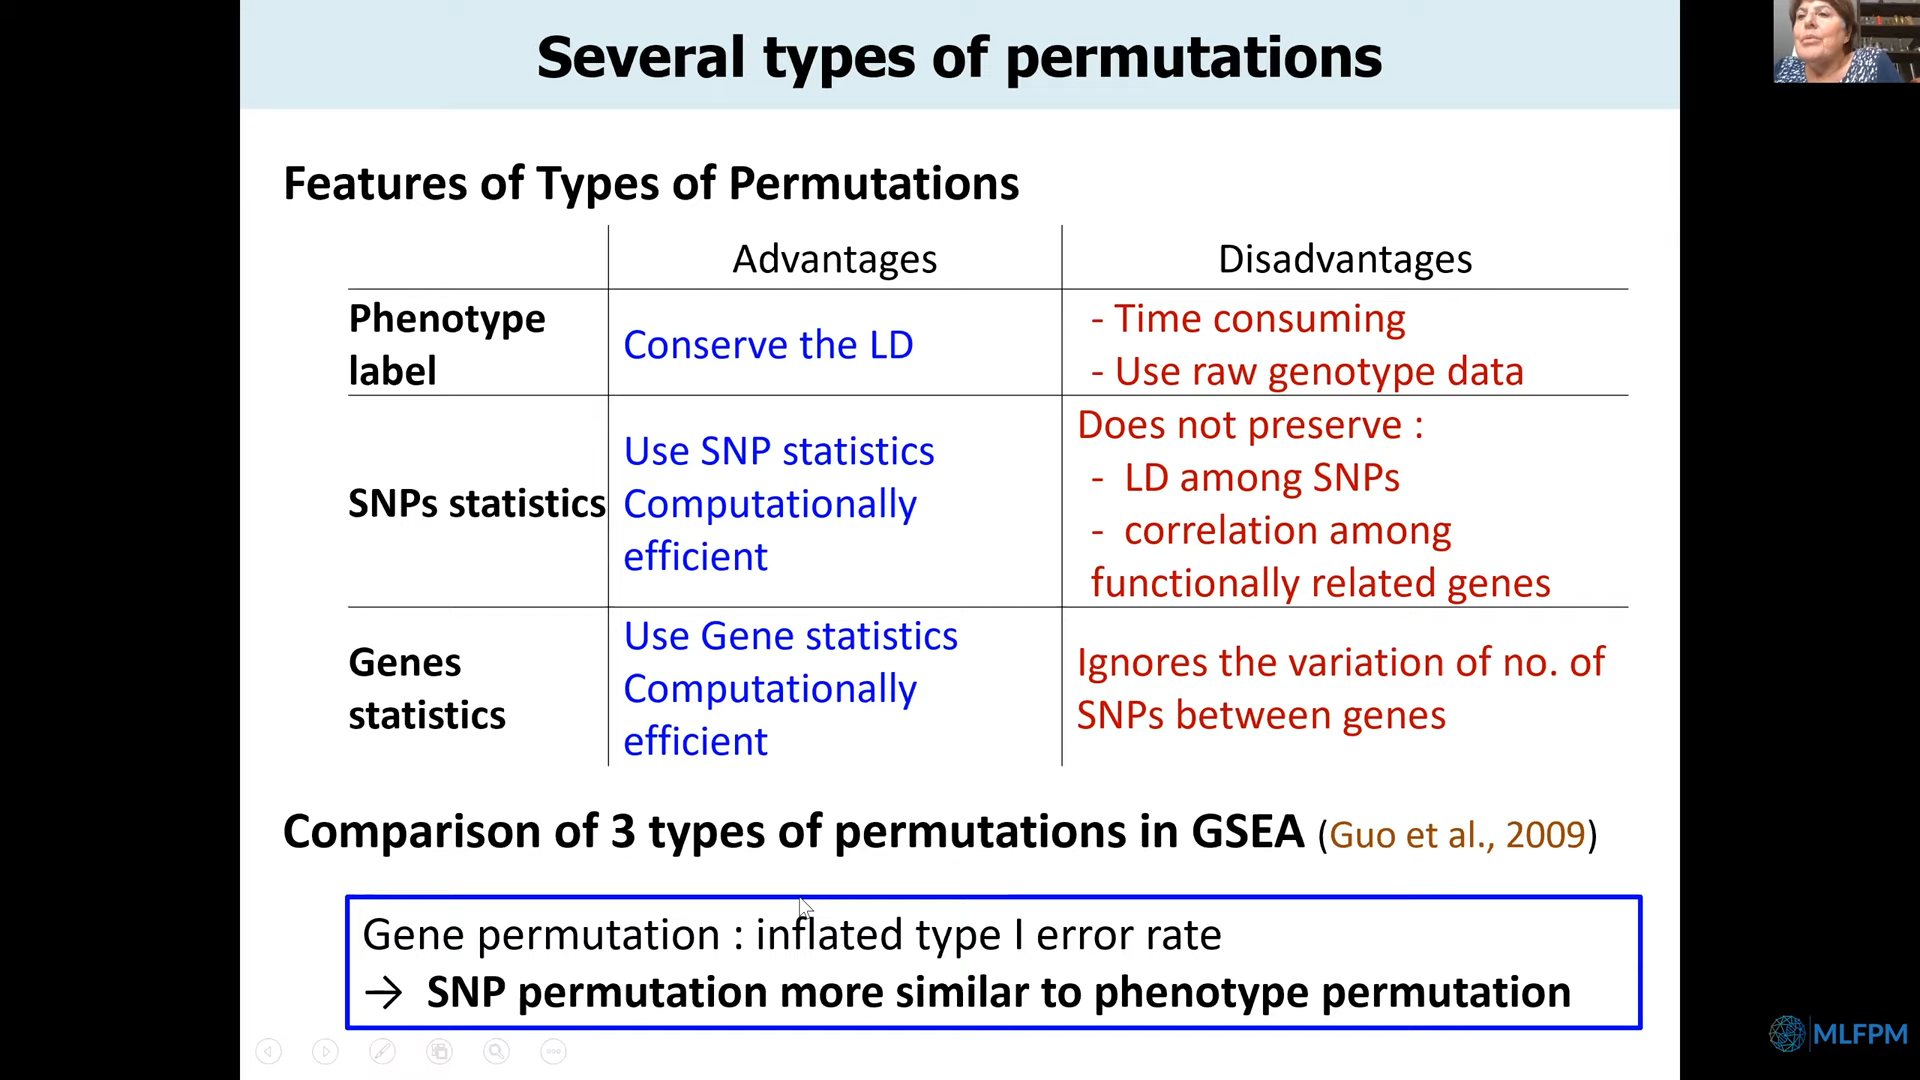 Several types of permutations
Features of Types of Permutations
Advantages
Disadvantages
Phenotype
label
Conserve the LD
- Time consuming
- Use raw genotype data
SNPs statistics
Use SNP statistics
Computationally
efficient
Does not preserve :
- LD among SNPs
- correlation among
functionally related genes
Genes
statistics
Use Gene statistics
Computationally
efficient
Ignores the variation of no. of
SNPs between genes
Comparison of 3 types of permutations in GSEA (Guo et al., 2009)
Gene permutation : inflated type I error rate
→ SNP permutation more similar to phenotype permutation
MLFPM